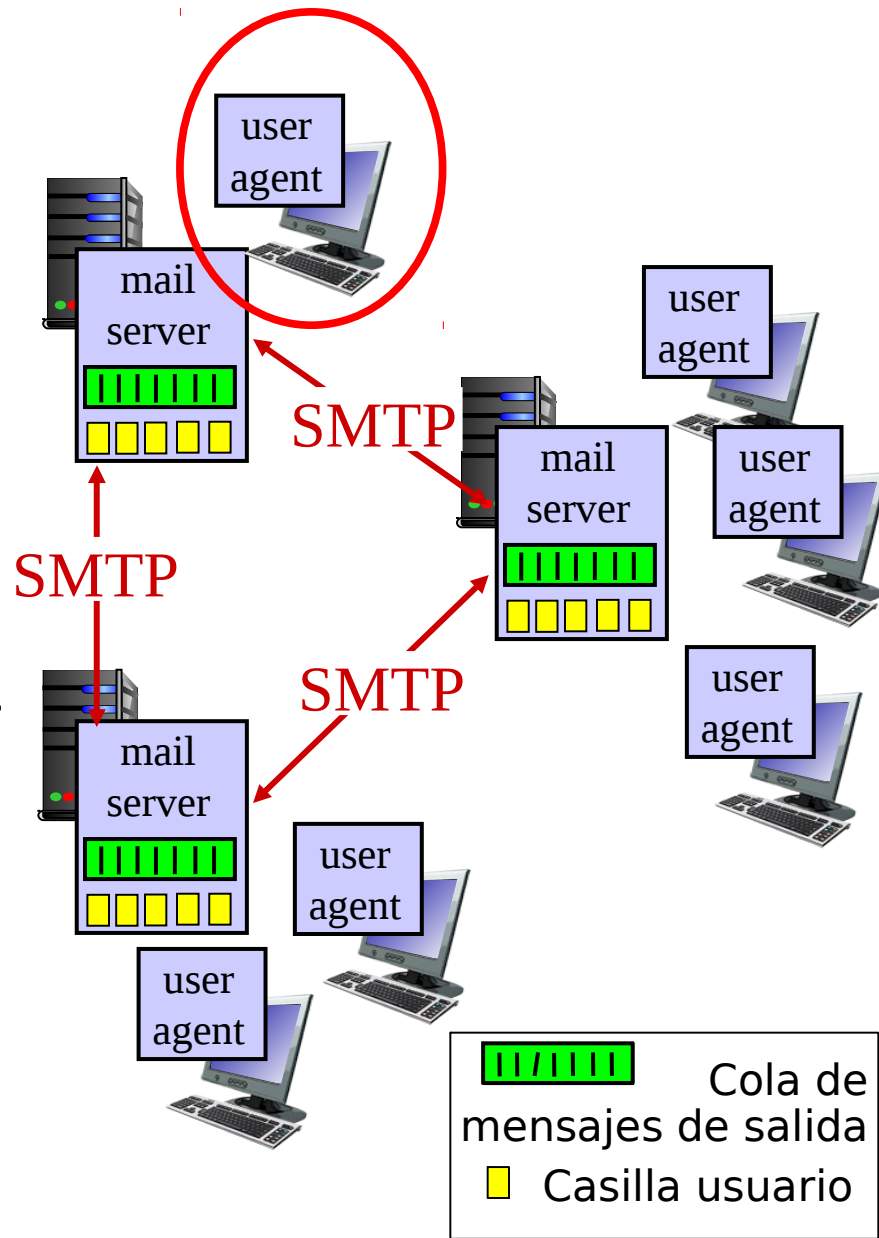 user
agent
mail
server
user
agent
SMTP
mail
server
user
agent
SMTP
SMTP
user
agent
mail
server
user
agent
user
agent
Cola de
mensajes de salida
Casilla usuario